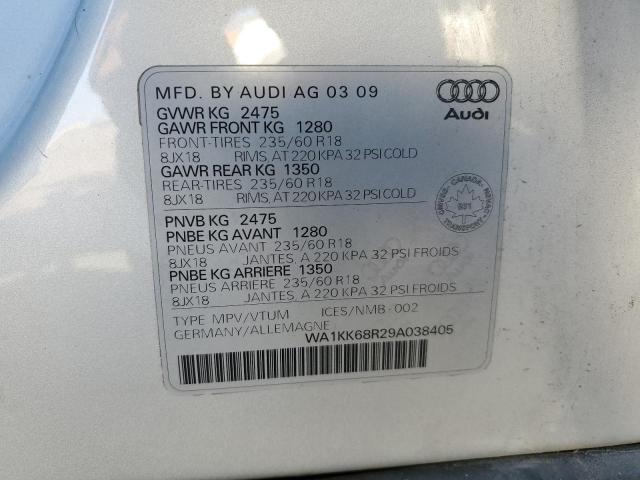 MFD. BY AUDI AG 03 09
Audi
GVWR KG 2475
GAWR FRONT KG 1280
FRONT-TIRES 235/60 R18
8JX18 RIMS, AT 220 KPA 32 PSI COLD
GAWR REAR KG 1350
REAR-TIRES 235/60 R18
8JX18 RIMS, AT 220 KPA 32 PSI COLD
CANADA
TRANSPORT
PNVB KG 2475
PNBE KG AVANT 1280
PNEUS AVANT 235/60 R18
8JX18 JANTES, A 220 KPA 32 PSI FROIDS
PNBE KG ARRIERE 1350
PNEUS ARRIERE 235/60 R18
8JX18 JANTES, A 220 KPA 32 PSI FROIDS
TYPE MPV/VTUM ICES/NMB-002
GERMANY/ALLEMAGNE WA1KK68R29A038405